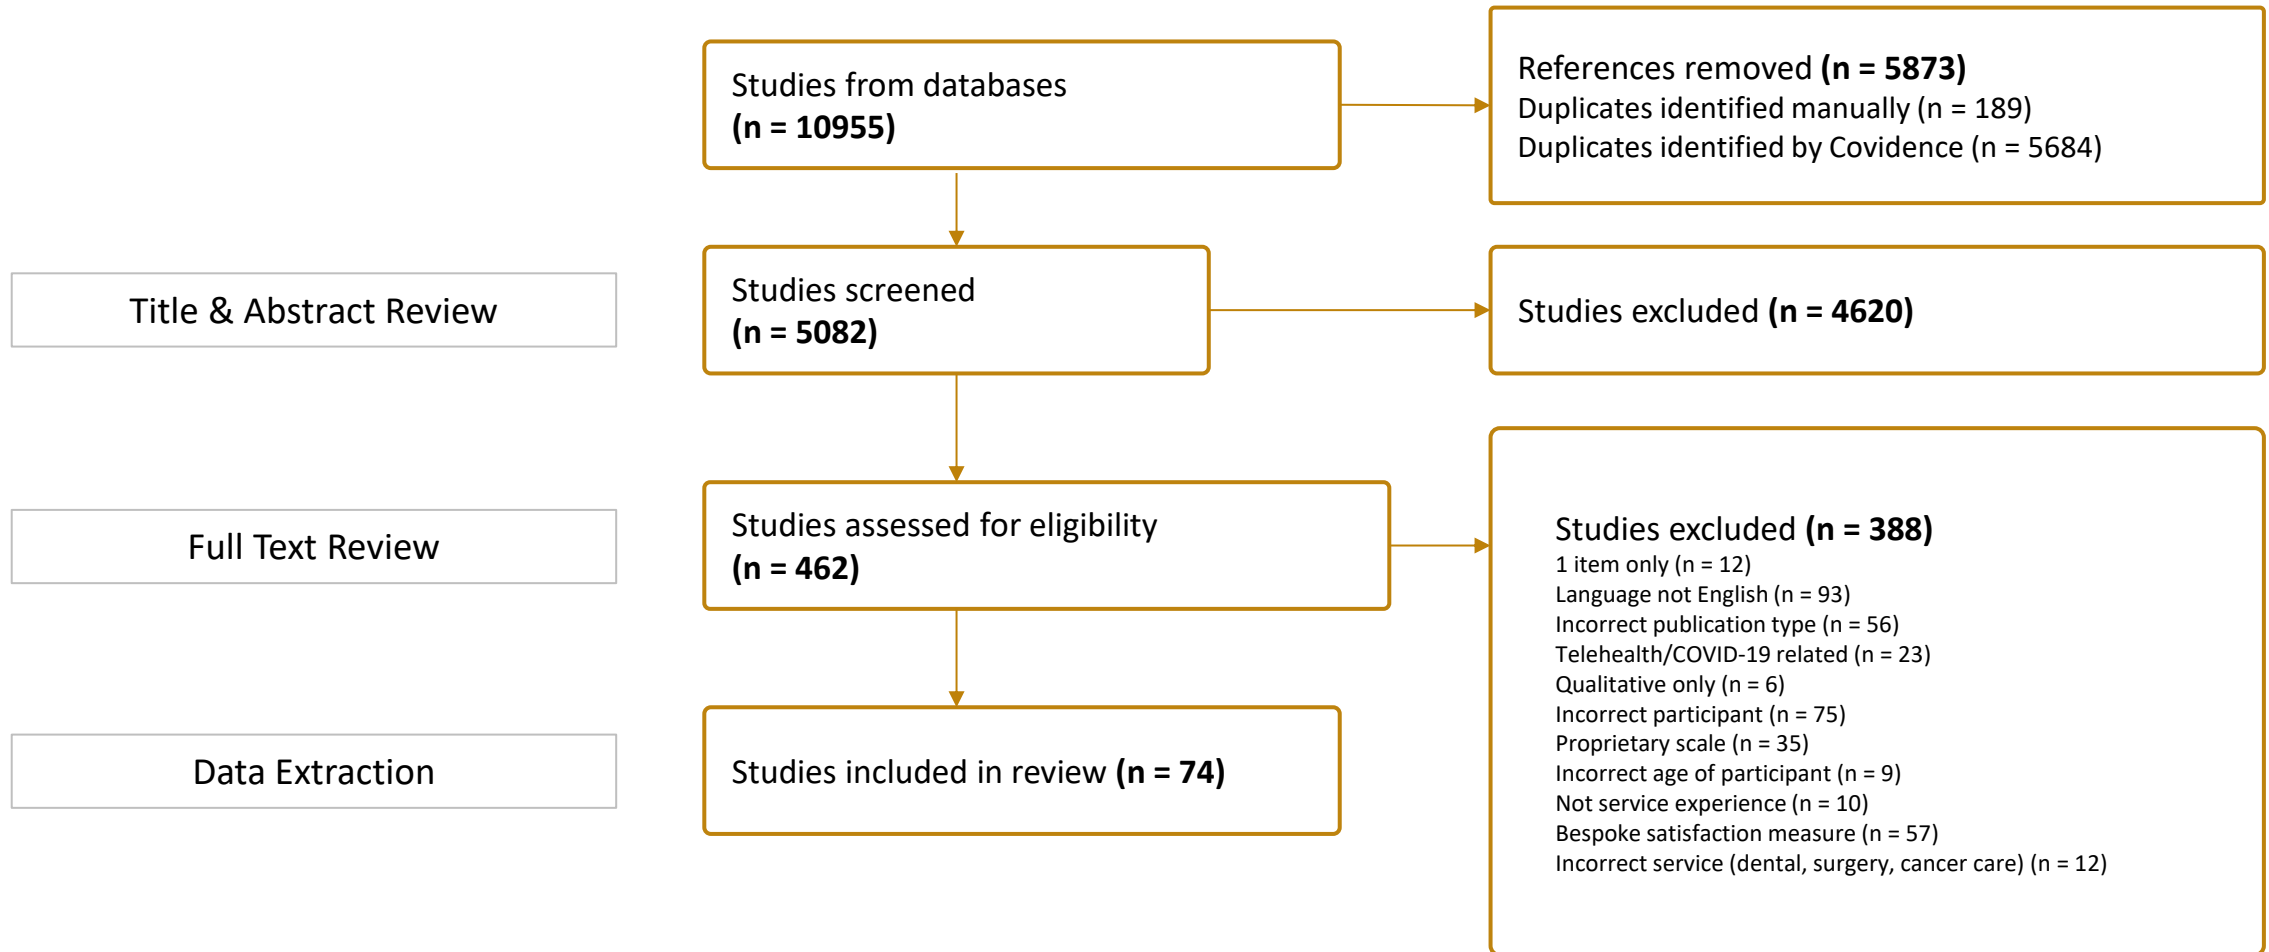 Studies from databases
(n = 10955)
References removed (n = 5873)
Duplicates identified manually (n = 189)
Duplicates identified by Covidence (n = 5684)
Title & Abstract Review
Studies screened
(n = 5082)
Studies excluded (n = 4620)
Full Text Review
Studies assessed for eligibility
(n = 462)
Studies excluded (n = 388)
1 item only (n = 12)
Language not English (n = 93)
Incorrect publication type (n = 56)
Telehealth/COVID-19 related (n = 23)
Qualitative only (n = 6)
Incorrect participant (n = 75)
Proprietary scale (n = 35)
Incorrect age of participant (n = 9)
Not service experience (n = 10)
Bespoke satisfaction measure (n = 57)
Incorrect service (dental, surgery, cancer care) (n = 12)
Data Extraction
Studies included in review (n = 74)